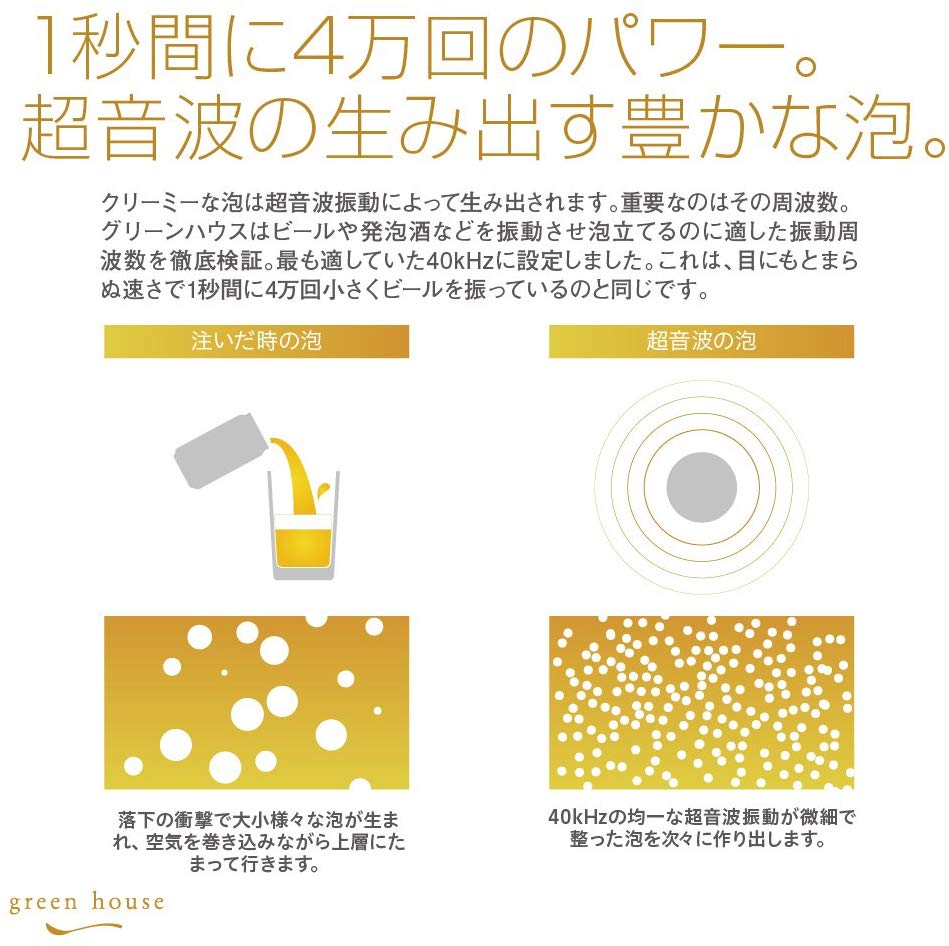 1秒間に4万回のパワー。
超音波の生み出す豊かな泡。
クリーミーな泡は超音波振動によって生み出されます。重要なのはその周波数。
グリーンハウスはビールや発泡酒などを振動させ泡立てるのに適した振動周
波数を徹底検証。最も適していた40kHzに設定しました。これは、目にもとまら
ぬ速さで1秒間に4万回小さくビールを振っているのと同じです。
注いだ時の泡
超音波の泡
落下の衝撃で大小様々な泡が生ま
れ、空気を巻き込みながら上層にた
まって行きます。
40kHzの均一な超音波振動が微細で
整った泡を次々に作り出します。
green house